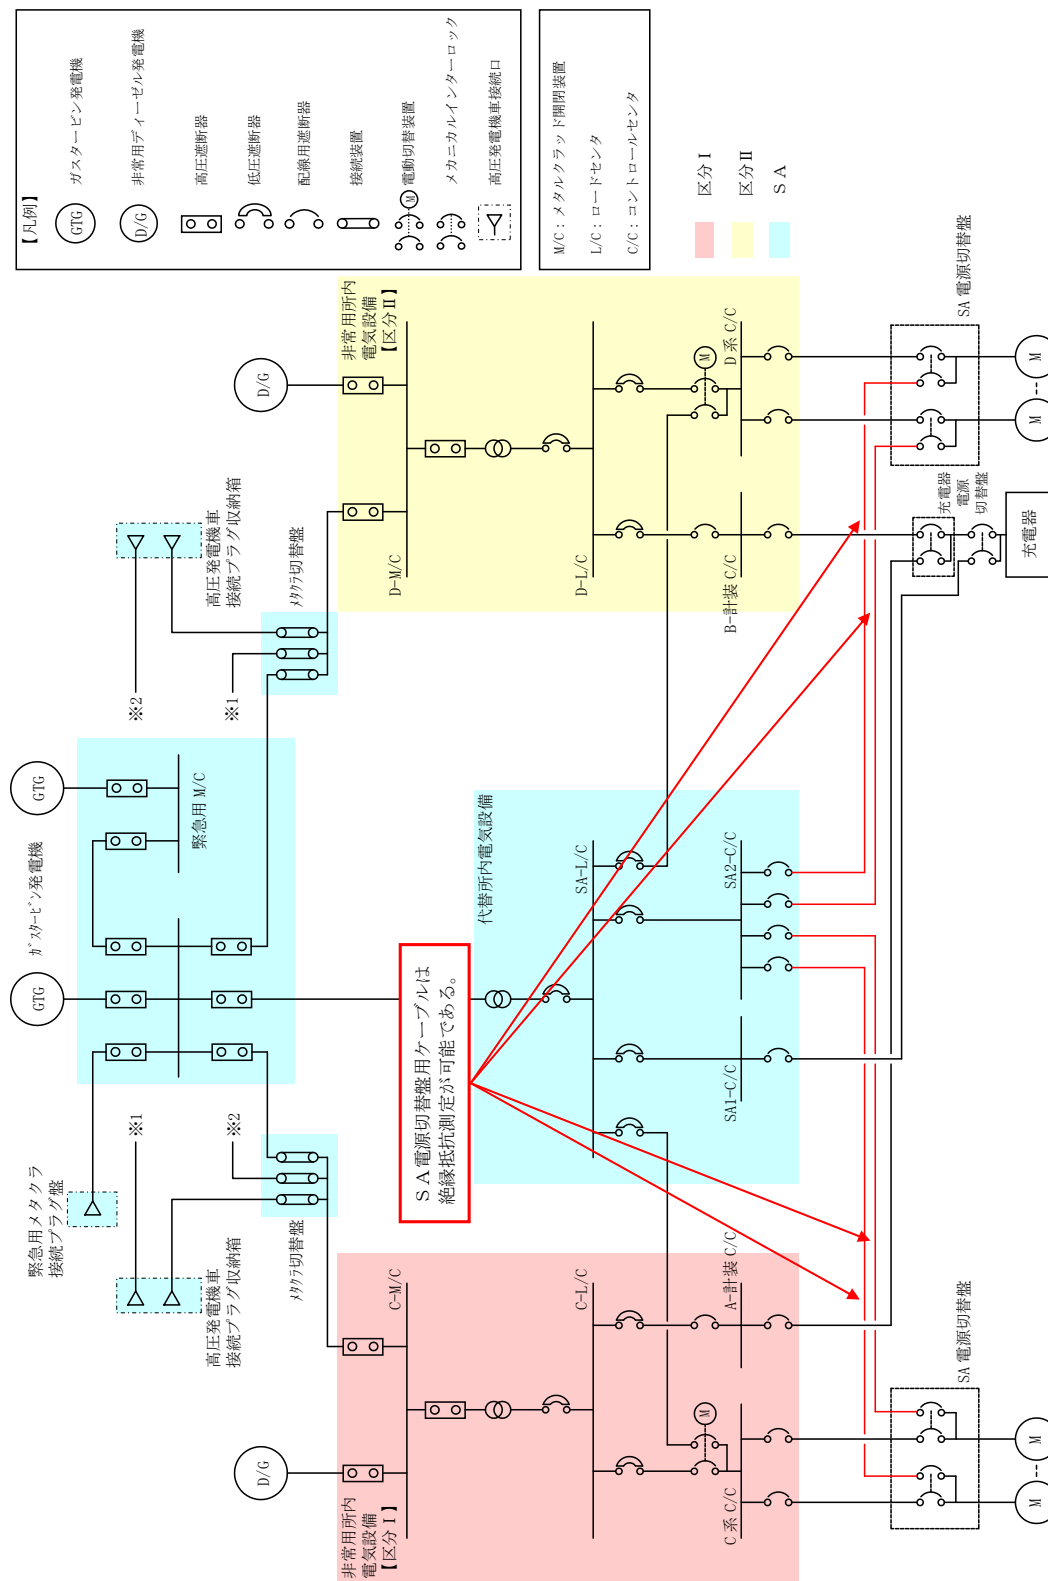 【凡例】
GTG
ガスタービン発電機
D/G
非常用ディーゼル発電機
高圧遮断器
低圧遮断器
配線用遮断器
接続装置
M
電動切替装置
メカニカルインターロック
高圧発電機車接続口
M/C：メタルクラッド開閉装置
L/C：ロードセンタ
C/C：コントロールセンタ
区分Ⅰ
区分Ⅱ
ＳＡ
緊急用メタクラ
接続プラグ盤
GTG
ｶﾞｽﾀｰﾋﾞﾝ発電機
GTG
緊急用 M/C
※1
※2
高圧発電機車
接続プラグ収納箱
ﾒﾀｸﾗ切替盤
※2
※1
高圧発電機車
接続プラグ収納箱
ﾒﾀｸﾗ切替盤
D/G
非常用所内
電気設備
【区分Ⅰ】
C-M/C
C-L/C
M
C 系 C/C
A-計装 C/C
ＳＡ電源切替盤用ケーブルは
絶縁抵抗測定が可能である。
代替所内電気設備
SA-L/C
SA1-C/C
SA2-C/C
D/G
非常用所内
電気設備
【区分Ⅱ】
D-M/C
D-L/C
M
B-計装 C/C
D 系 C/C
SA 電源切替盤
M
M
充電器
電源
切替盤
充電器
SA 電源切替盤
M
M